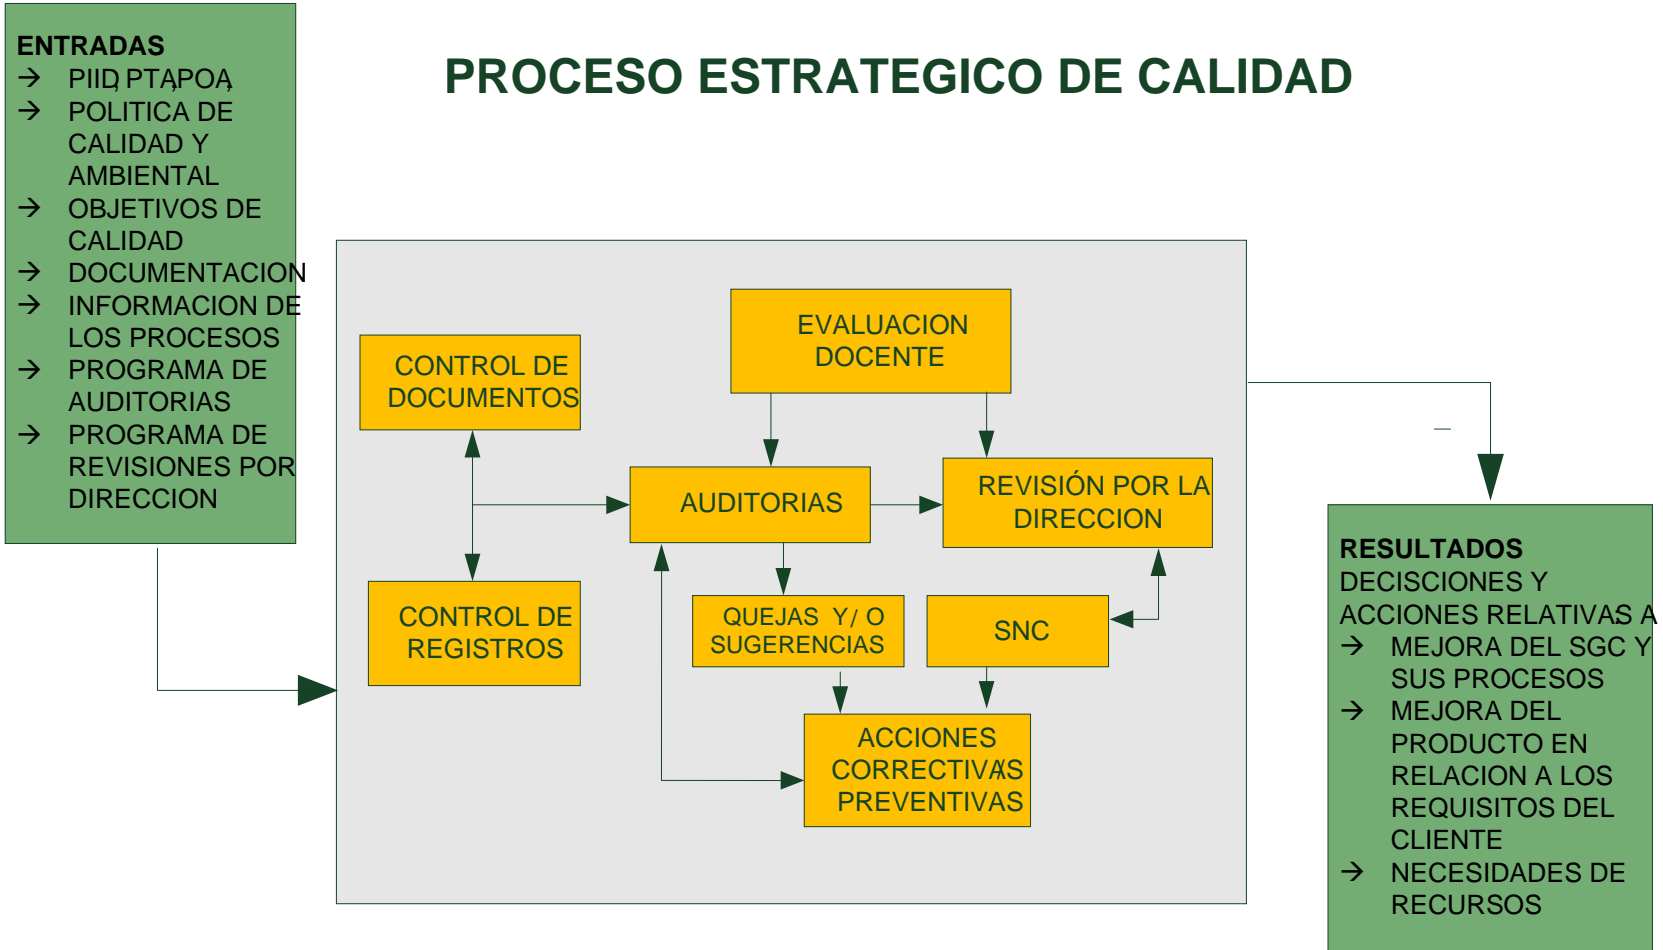 PROCESO ESTRATEGICO DE CALIDAD
ENTRADAS
→ PIID, PTA, POA,
→ POLITICA DE
CALIDAD Y
AMBIENTAL
→ OBJETIVOS DE
CALIDAD
→ DOCUMENTACION
→ INFORMACION DE
LOS PROCESOS
→ PROGRAMA DE
AUDITORIAS
→ PROGRAMA DE
REVISIONES POR
DIRECCION
CONTROL DE
DOCUMENTOS
EVALUACION
DOCENTE
AUDITORIAS
REVISIÓN POR LA
DIRECCION
CONTROL DE
REGISTROS
QUEJAS Y/ O
SUGERENCIAS
SNC
ACCIONES
CORRECTIVAS/
PREVENTIVAS
RESULTADOS
DECISCIONES Y
ACCIONES RELATIVAS A:
→ MEJORA DEL SGC Y
SUS PROCESOS
→ MEJORA DEL
PRODUCTO EN
RELACION A LOS
REQUISITOS DEL
CLIENTE
→ NECESIDADES DE
RECURSOS